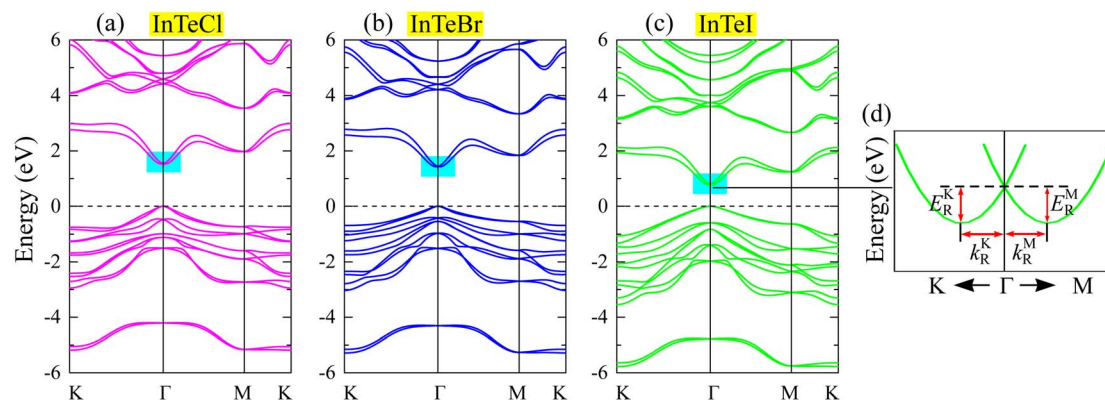 (a) InTeCl
(b) InTeBr
(c) InTeI
(d)
Energy (eV)
6
4
2
0
-2
-4
-6
K Γ M K
6
4
2
0
-2
-4
-6
K Γ M K
6
4
2
0
-2
-4
-6
K Γ M K
Energy (eV)
E_R^K
E_R^M
k_R^K
k_R^M
K Γ M